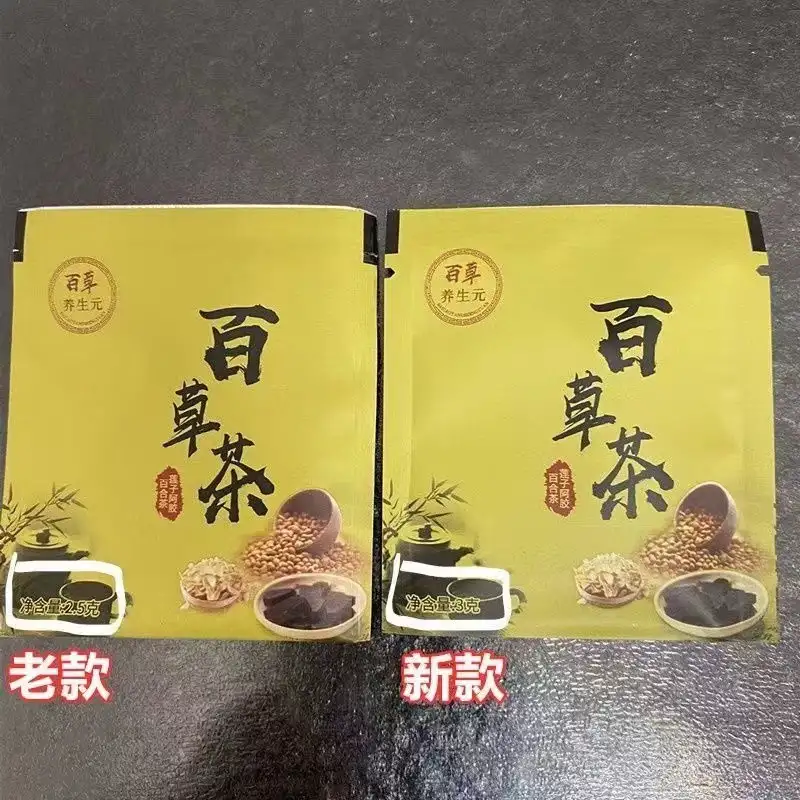 百草
养生元
百
草
茶
莲子阿胶
百合茶
净含量:2.5克
老款
百草
养生元
百
草
茶
莲子阿胶
百合茶
净含量:3克
新款